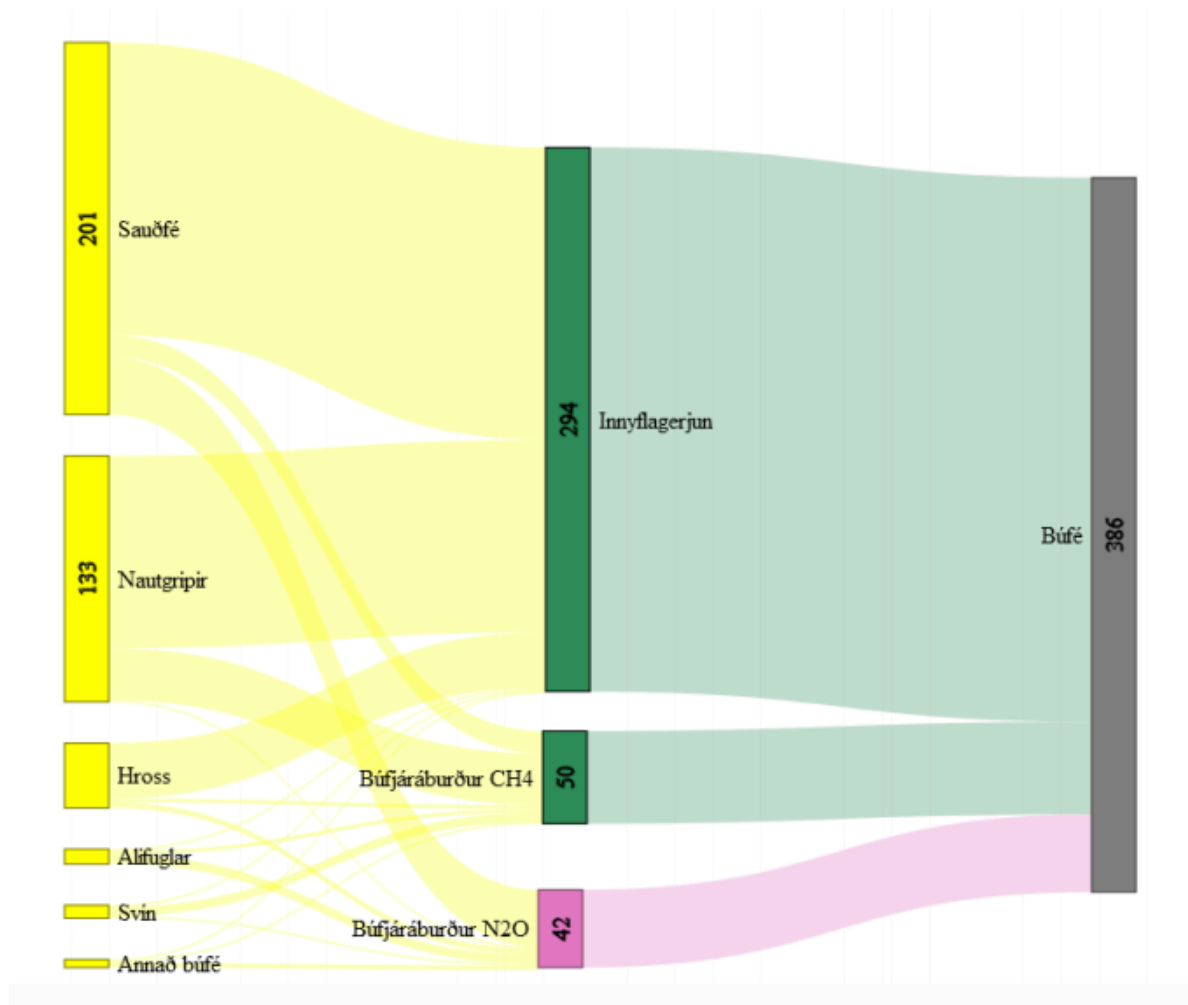 201
Sauðfé
294
Innyflagerjun
Búfé
386
133
Nautgripir
Hross
Búfjáráburður CH4
50
Alifuglar
Svín
Búfjáráburður N2O
42
Annað búfé